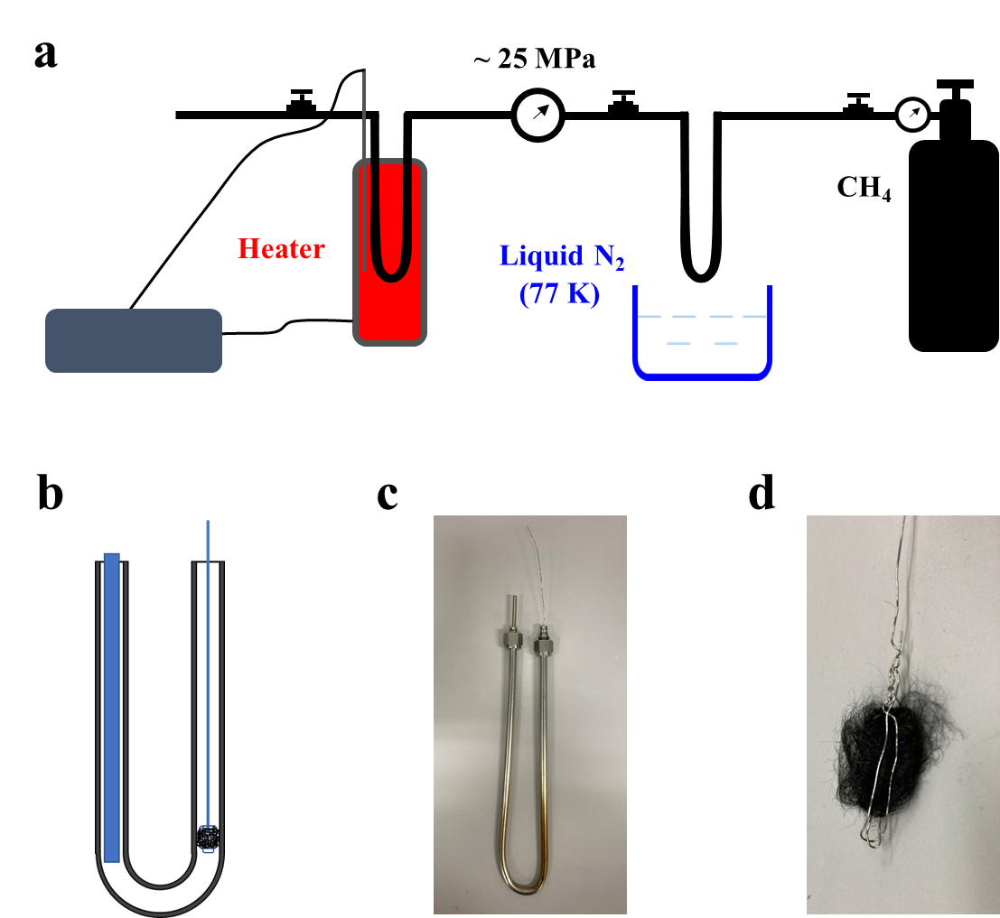 a
~ 25 MPa
CH₄
Heater
Liquid N₂
(77 K)
b
c
d